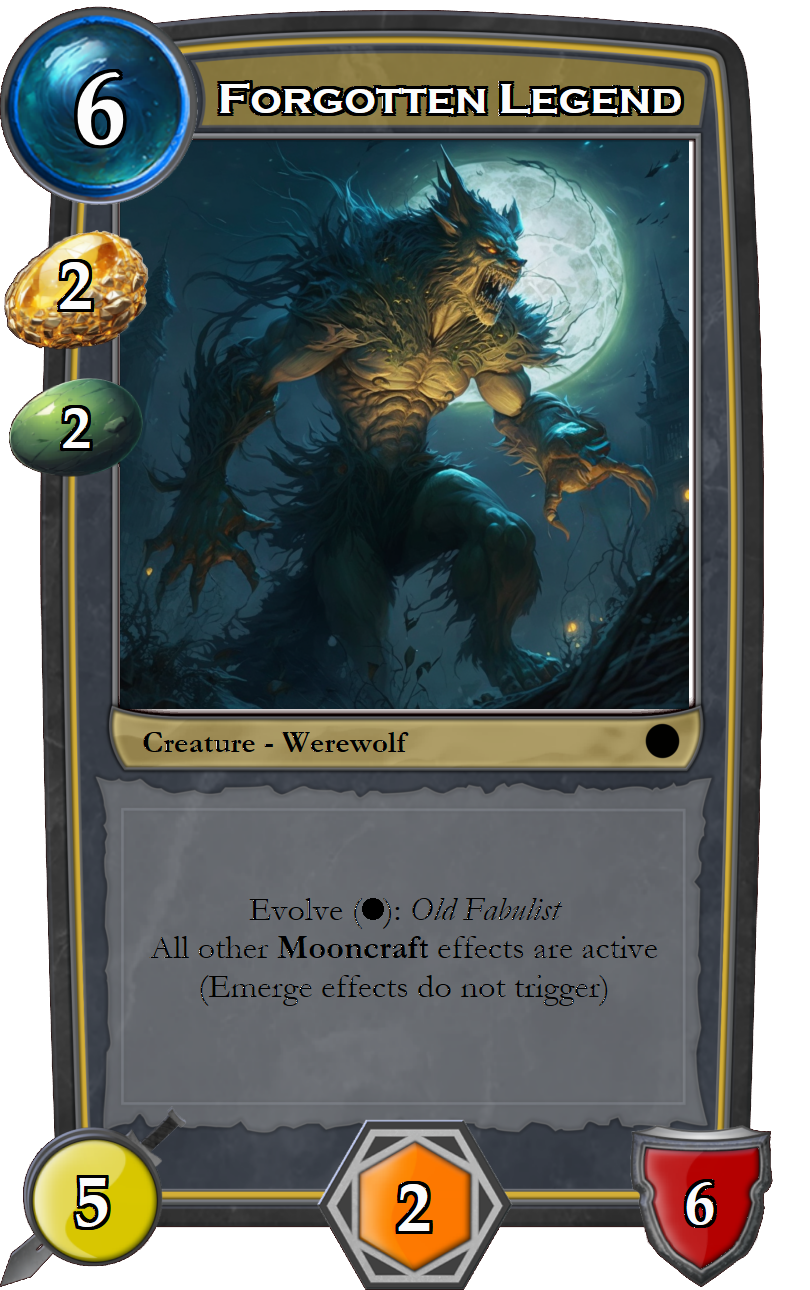 6
FORGOTTEN LEGEND
2
2
Creature - Werewolf
Evolve (●): Old Fabulist
All other Mooncraft effects are active
(Emerge effects do not trigger)
5
2
6